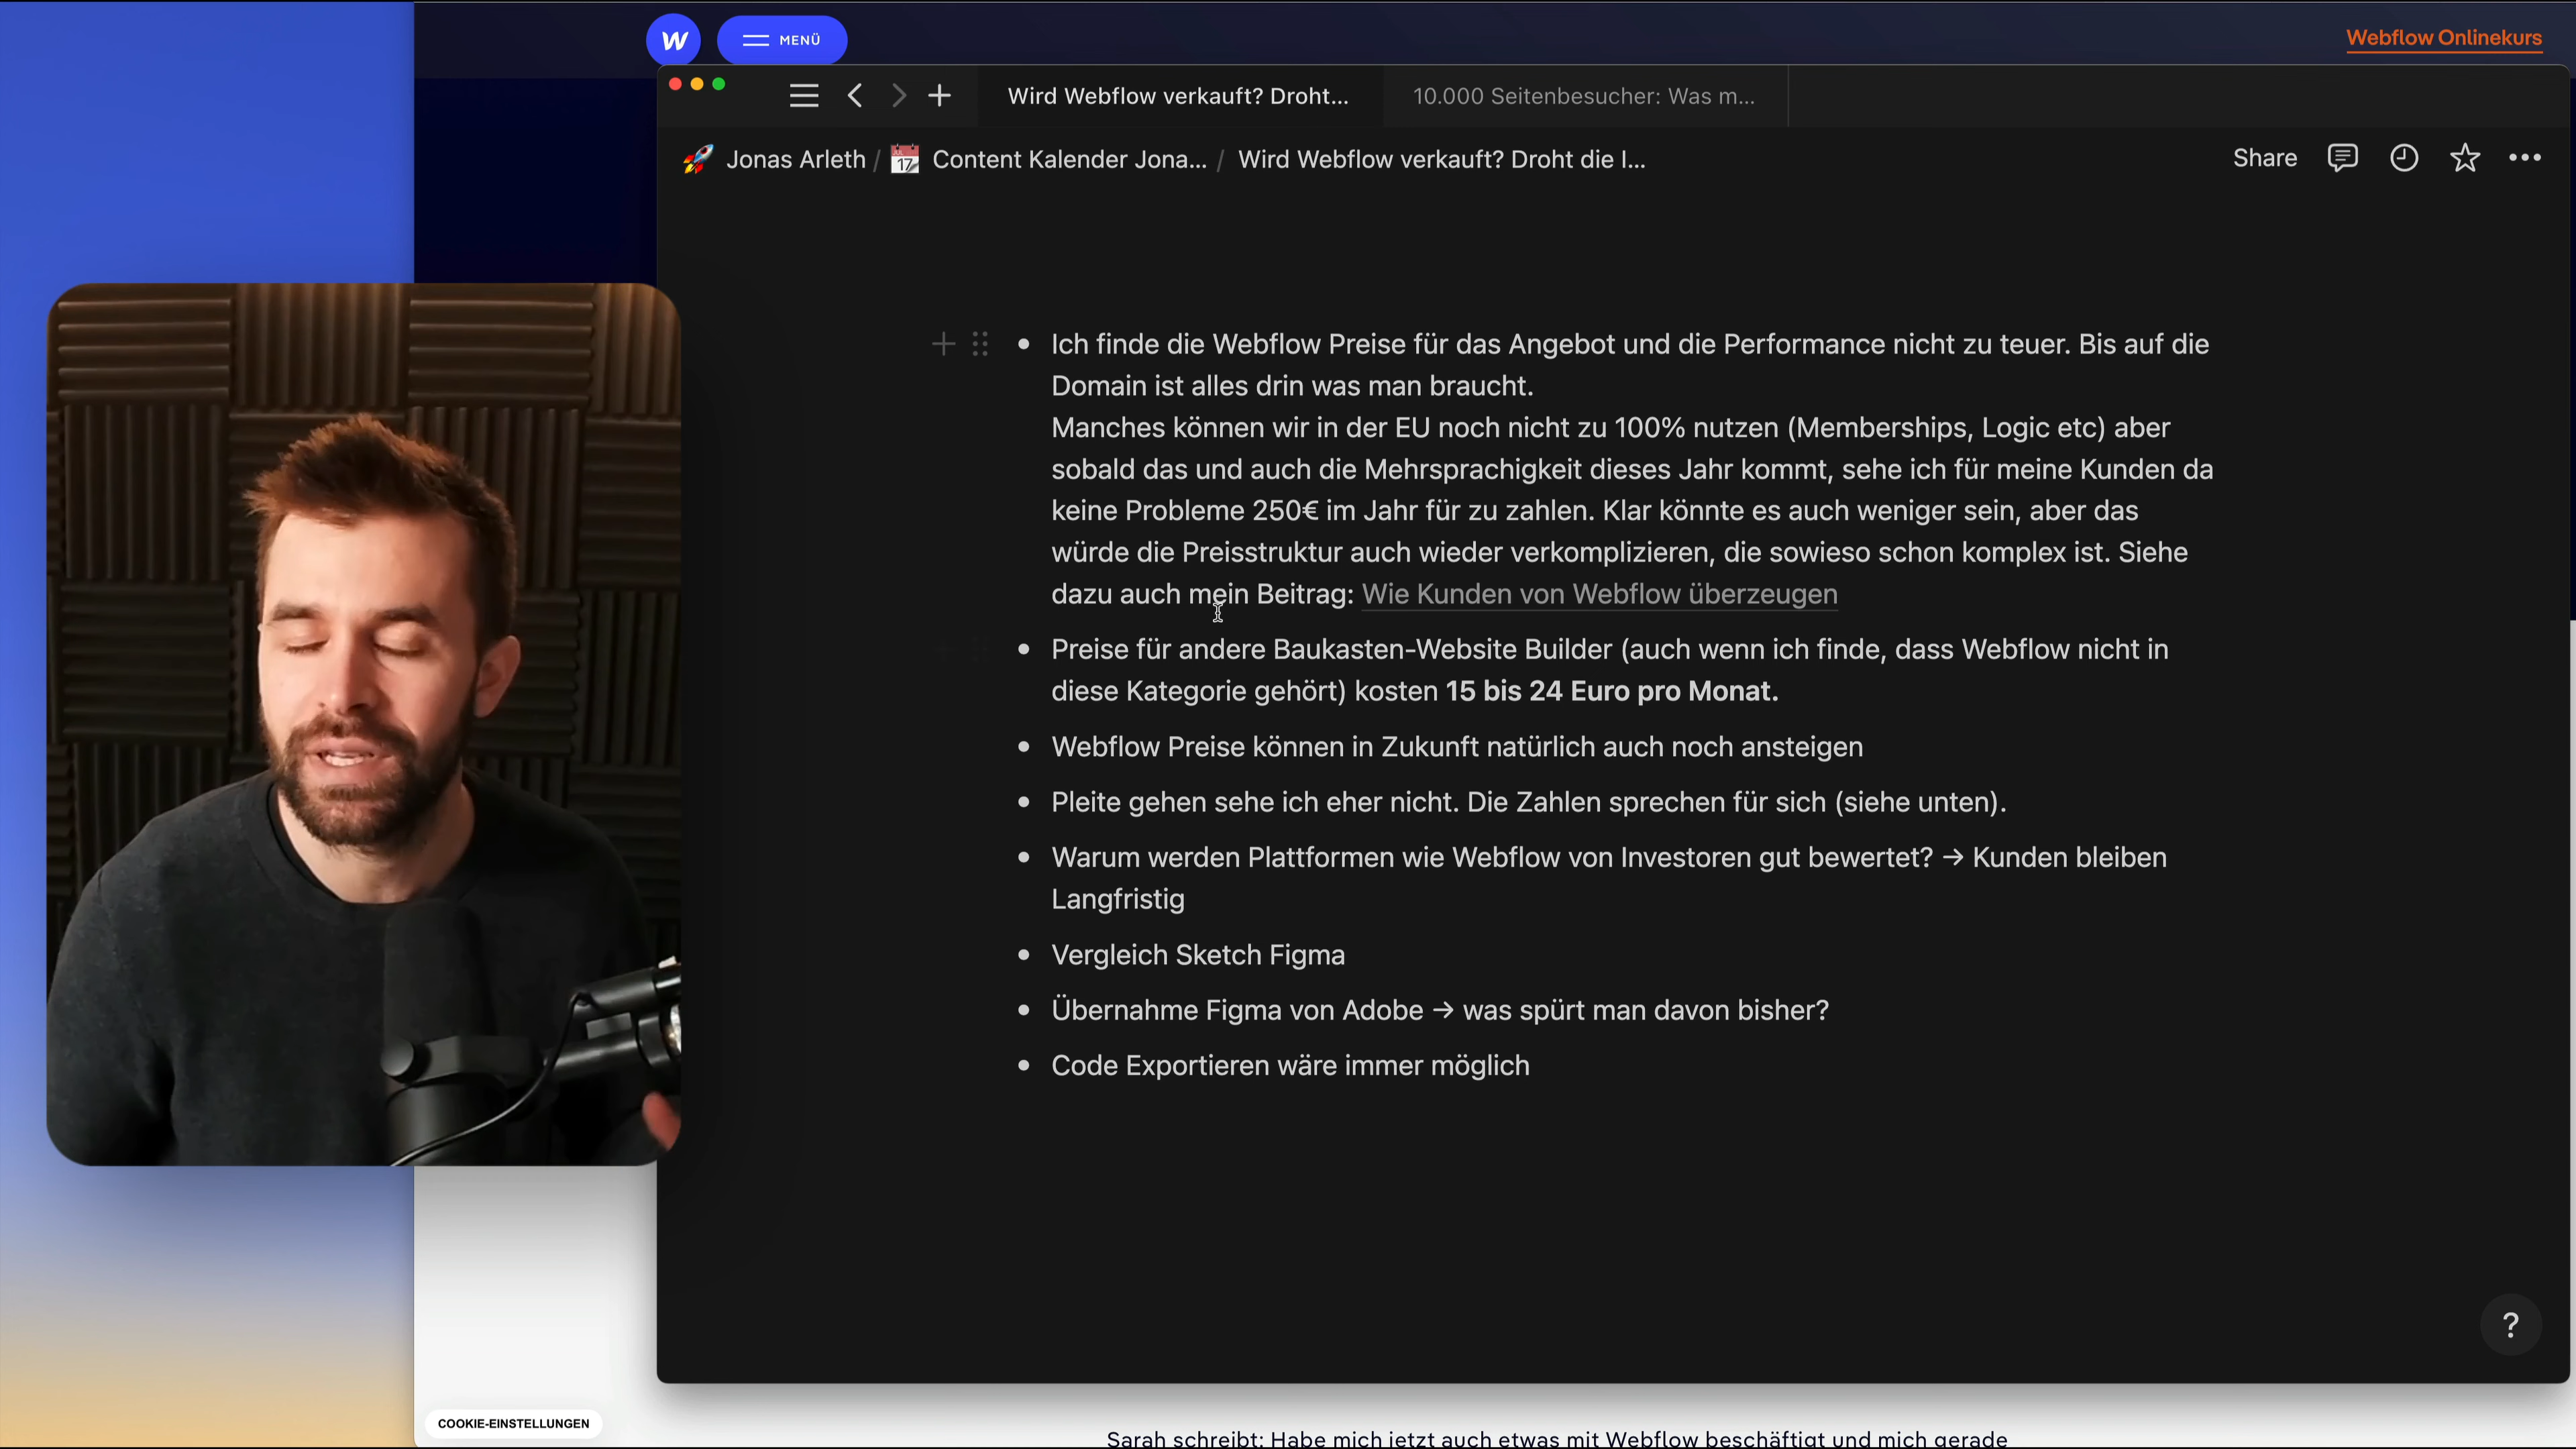 W MENÜ Webflow Onlinekurs
Wird Webflow verkauft? Droht... 10.000 Seitenbesucher: Was m...
Jonas Arleth / JUL 17 Content Kalender Jona... / Wird Webflow verkauft? Droht die I... Share
• Ich finde die Webflow Preise für das Angebot und die Performance nicht zu teuer. Bis auf die
Domain ist alles drin was man braucht.
Manches können wir in der EU noch nicht zu 100% nutzen (Memberships, Logic etc) aber
sobald das und auch die Mehrsprachigkeit dieses Jahr kommt, sehe ich für meine Kunden da
keine Probleme 250€ im Jahr für zu zahlen. Klar könnte es auch weniger sein, aber das
würde die Preisstruktur auch wieder verkomplizieren, die sowieso schon komplex ist. Siehe
dazu auch mein Beitrag: Wie Kunden von Webflow überzeugen
• Preise für andere Baukasten-Website Builder (auch wenn ich finde, dass Webflow nicht in
diese Kategorie gehört) kosten 15 bis 24 Euro pro Monat.
• Webflow Preise können in Zukunft natürlich auch noch ansteigen
• Pleite gehen sehe ich eher nicht. Die Zahlen sprechen für sich (siehe unten).
• Warum werden Plattformen wie Webflow von Investoren gut bewertet? → Kunden bleiben
Langfristig
• Vergleich Sketch Figma
• Übernahme Figma von Adobe → was spürt man davon bisher?
• Code Exportieren wäre immer möglich
?
COOKIE-EINSTELLUNGEN
Sarah schreibt: Habe mich jetzt auch etwas mit Webflow beschäftigt und mich gerade